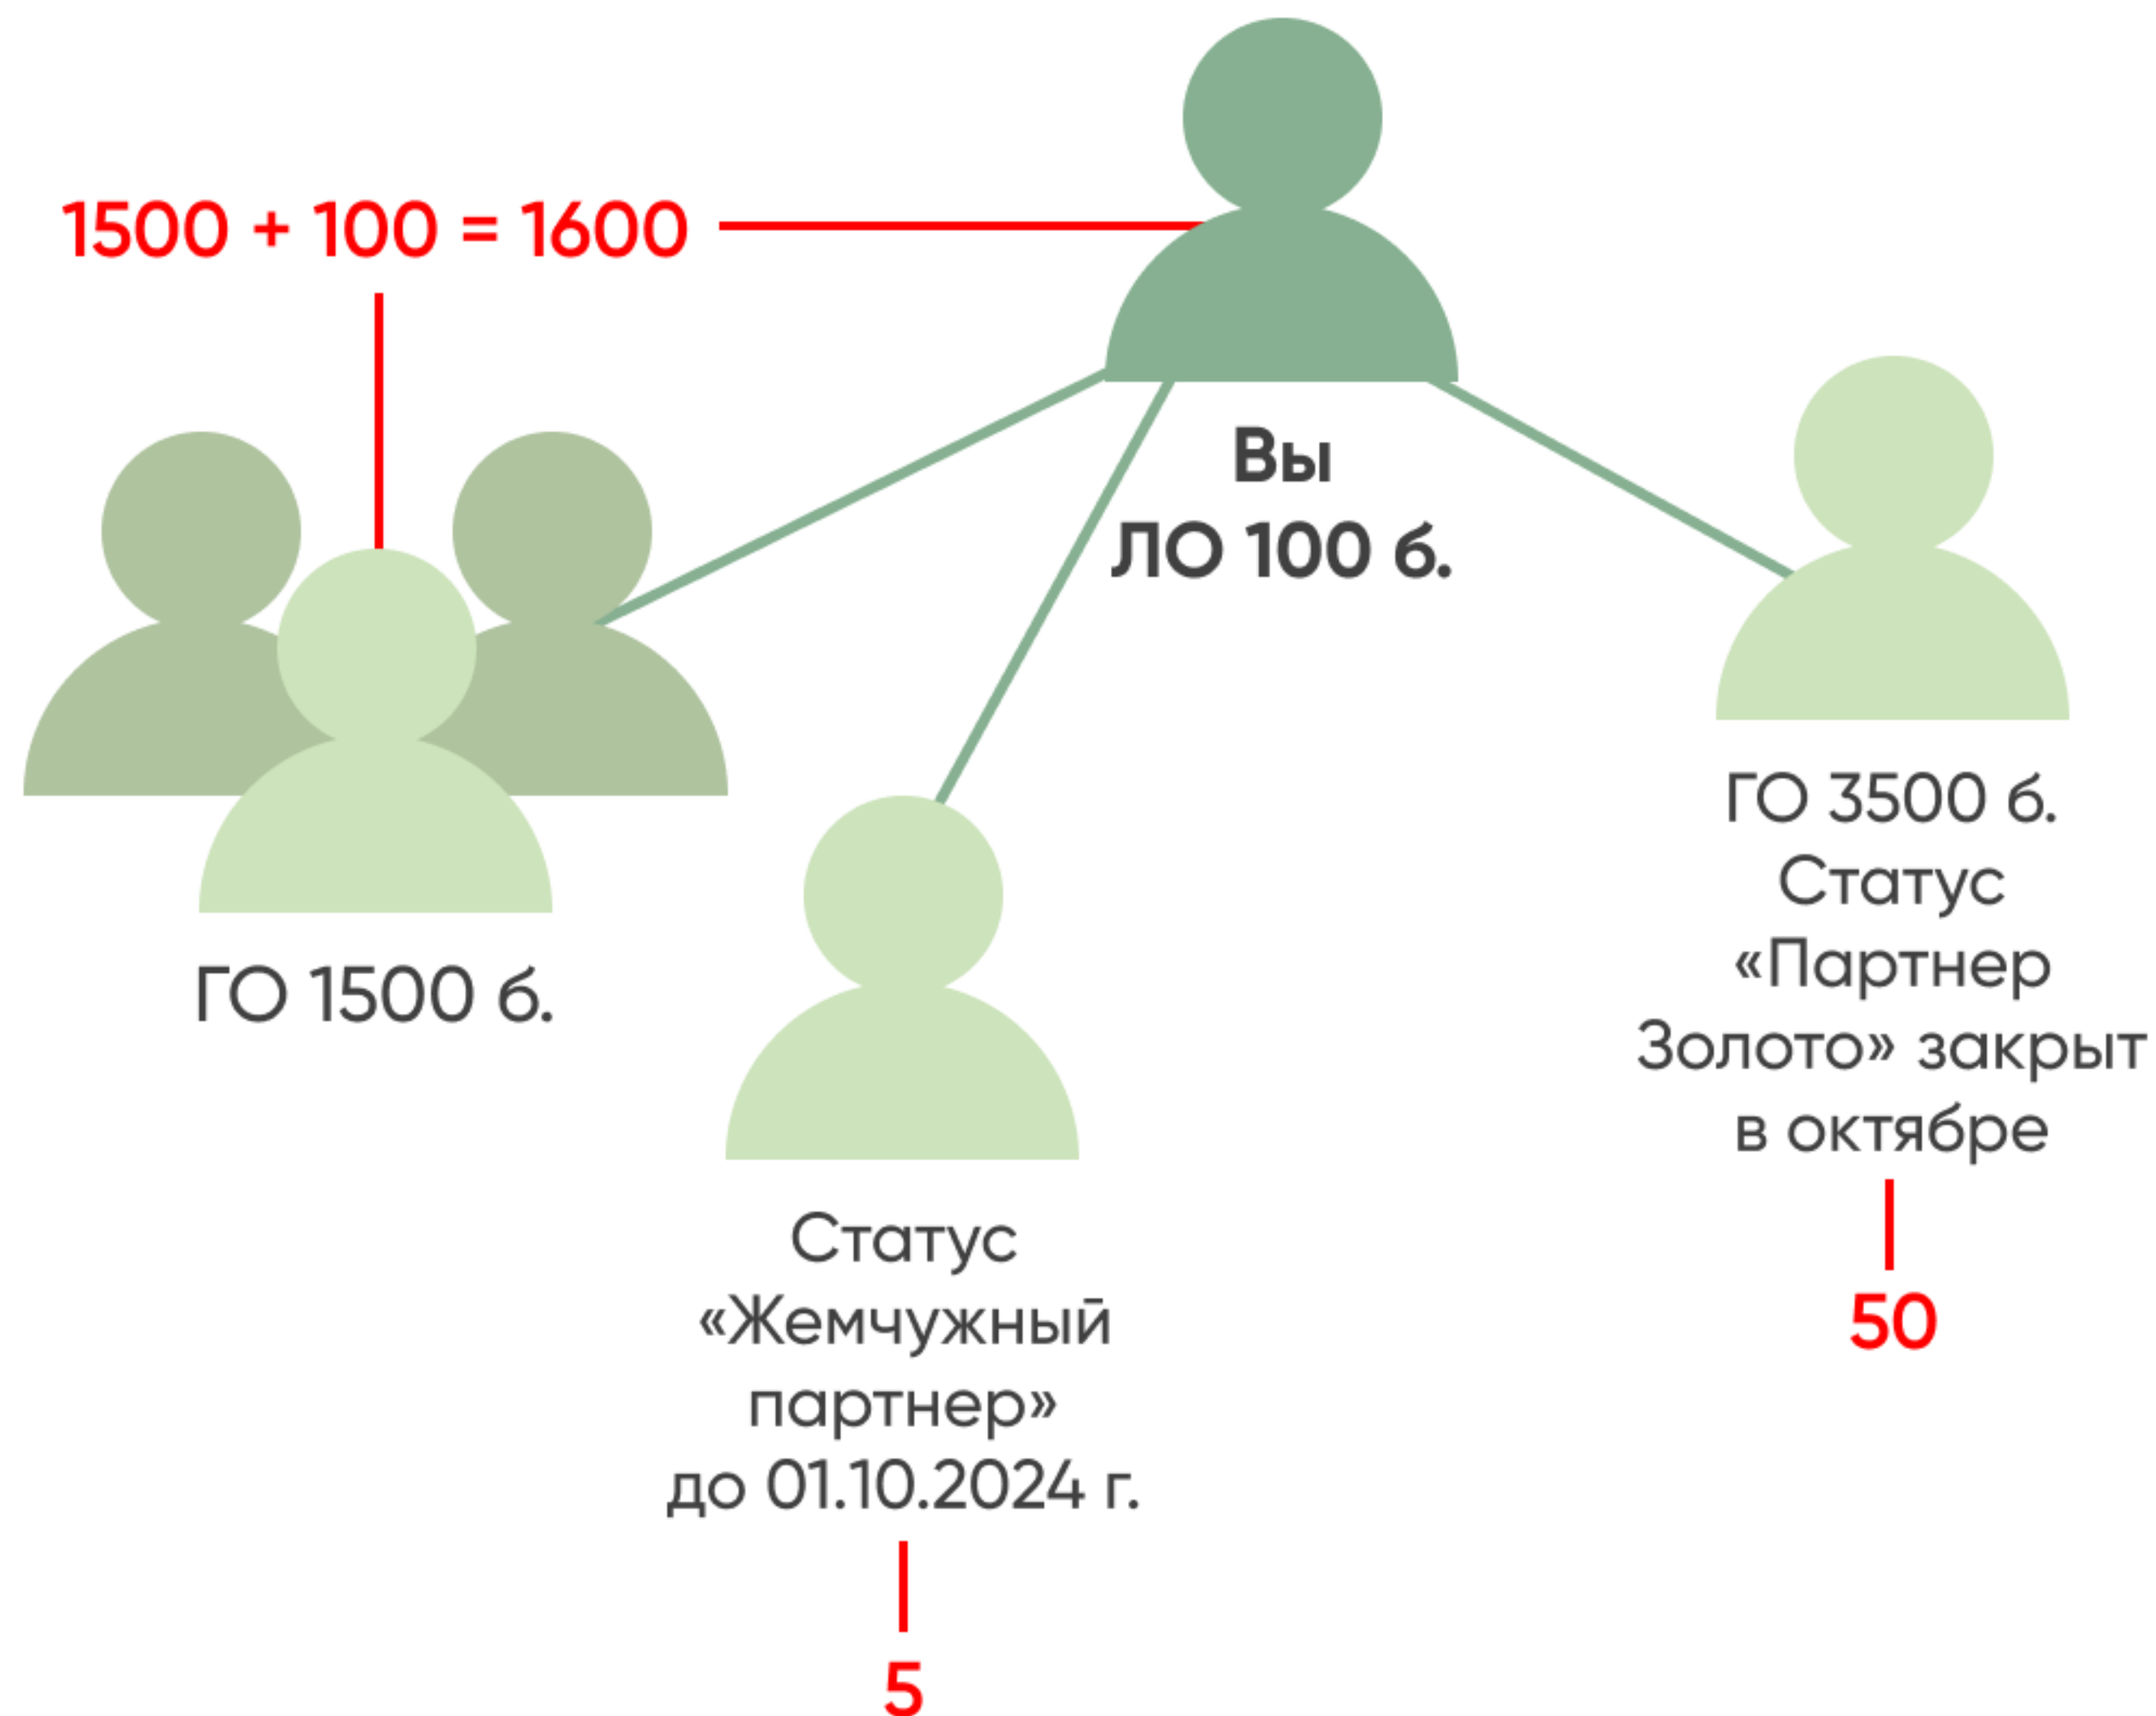 1500 + 100 = 1600
Вы
ЛО 100 б.
ГО 1500 б.
Статус
«Жемчужный
партнер»
до 01.10.2024 г.
5
ГО 3500 б.
Статус
«Партнер
Золото» закрыт
в октябре
50